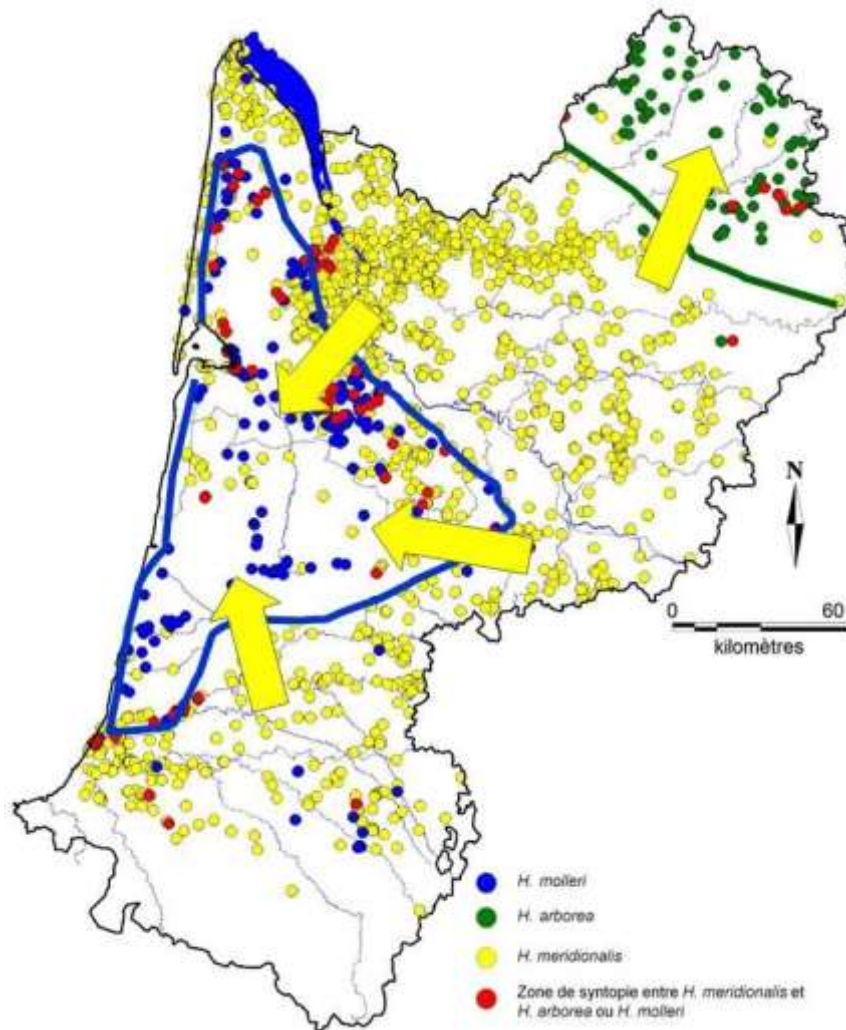 N
0 60
kilomètres
H. molleri
H. arborea
H. meridionalis
Zone de syntopie entre H. meridionalis et
H. arborea ou H. molleri